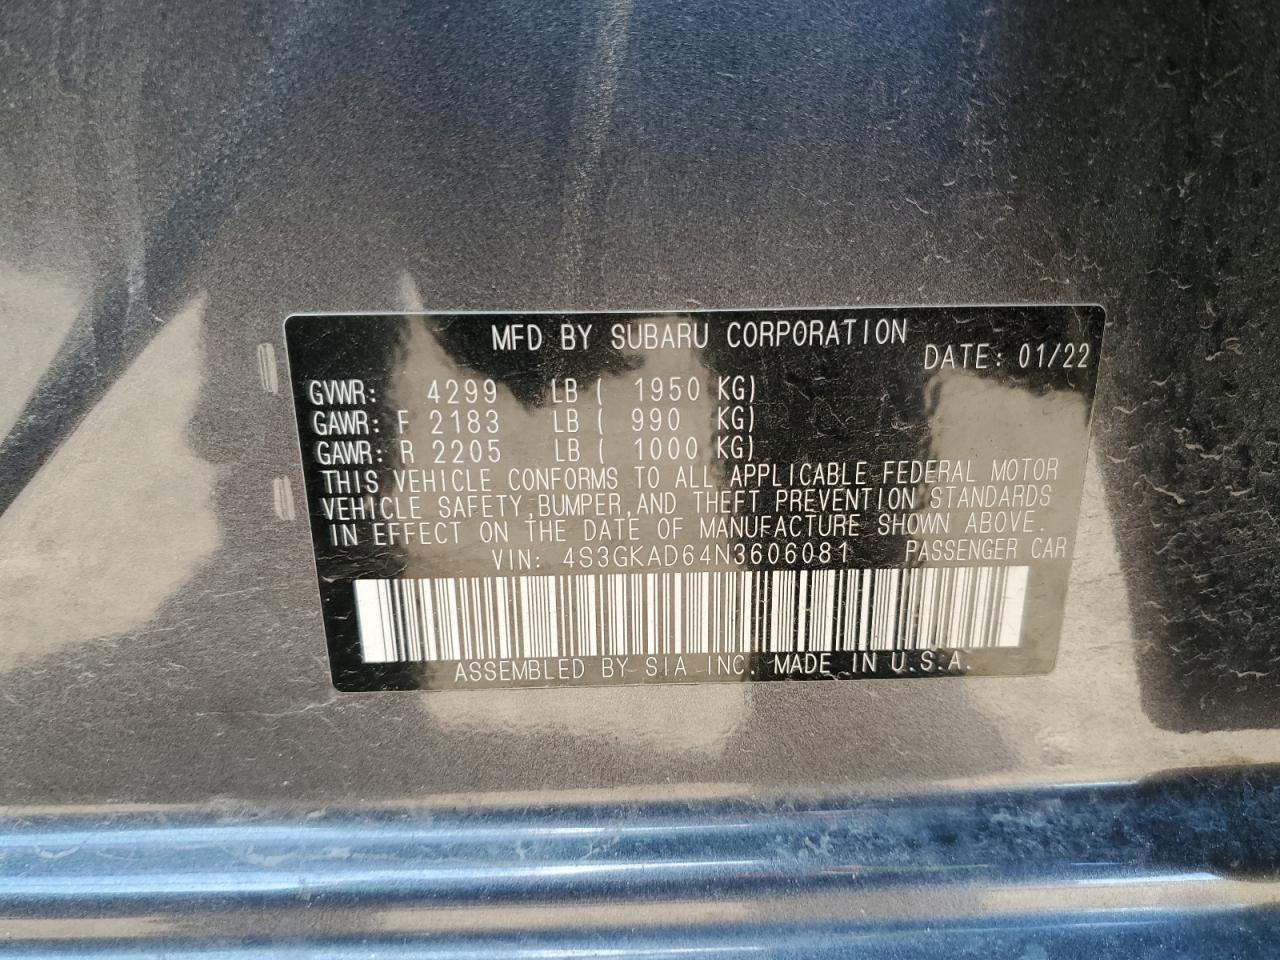 MFD BY SUBARU CORPORATION
DATE: 01/22
GVWR: 4299 LB ( 1950 KG)
GAWR: F 2183 LB ( 990 KG)
GAWR: R 2205 LB ( 1000 KG)
THIS VEHICLE CONFORMS TO ALL APPLICABLE FEDERAL MOTOR
VEHICLE SAFETY,BUMPER,AND THEFT PREVENTION STANDARDS
IN EFFECT ON THE DATE OF MANUFACTURE SHOWN ABOVE.
VIN: 4S3GKAD64N3606081 PASSENGER CAR
ASSEMBLED BY SIA INC. MADE IN U.S.A.